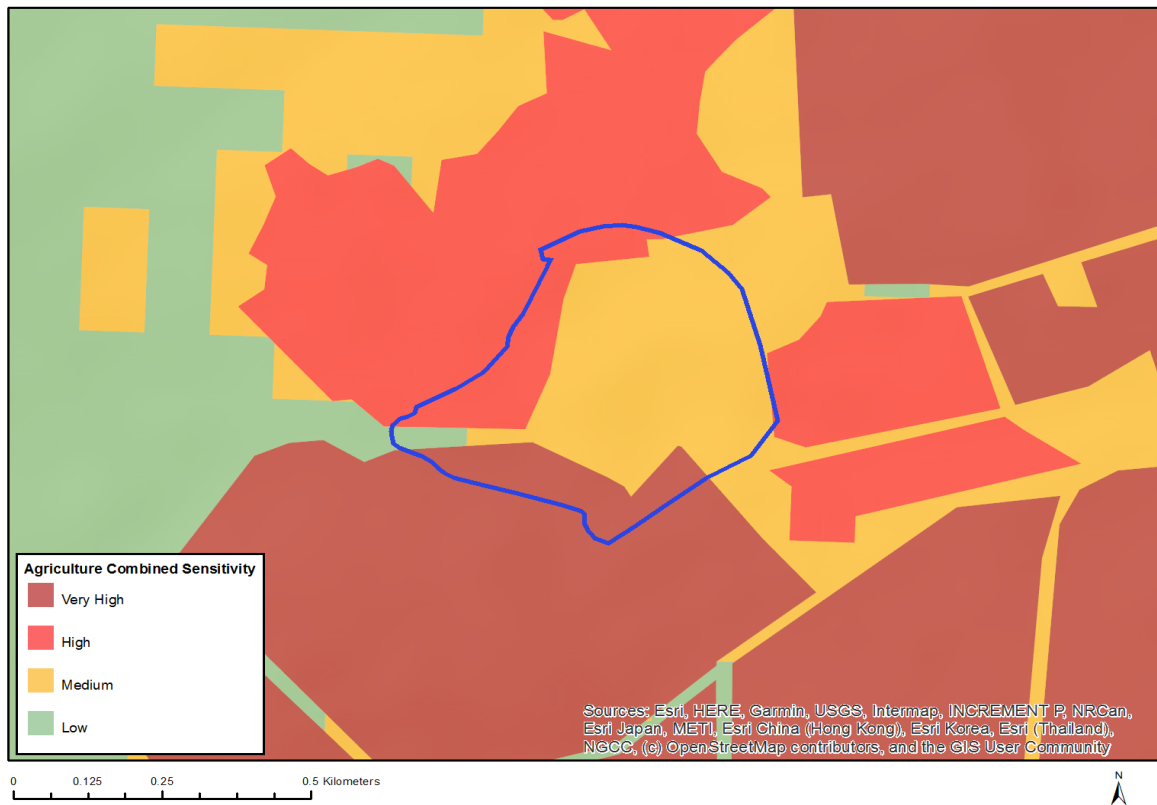 Agriculture Combined Sensitivity
Very High
High
Medium
Low
Sources: Esri, HERE, Garmin, USGS, Intermap, INCREMENT P, NRCan,
Esri Japan, METI, Esri China (Hong Kong), Esri Korea, Esri (Thailand),
NGCC, (c) OpenStreetMap contributors, and the GIS User Community
0 0.125 0.25 0.5 Kilometers
N